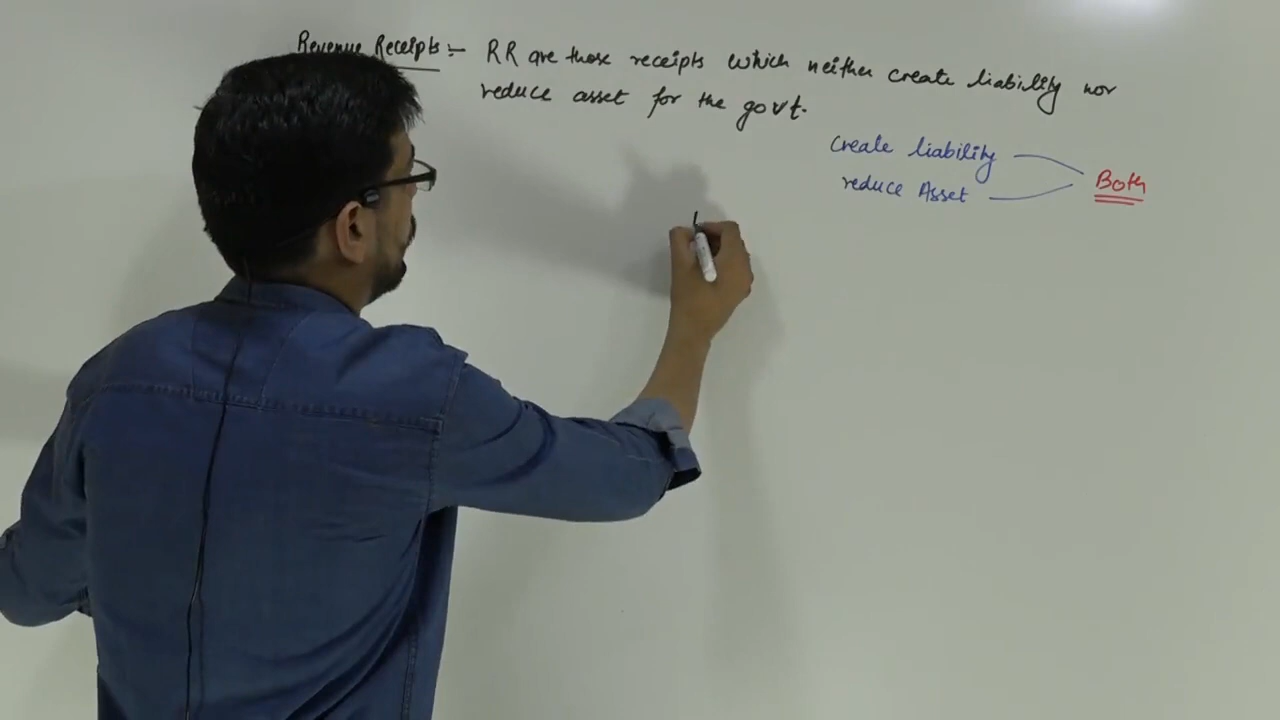 Revenue Receipts :- RR are those receipts which neither create liability nor
reduce asset for the govt.
Create liability
reduce Asset
Both